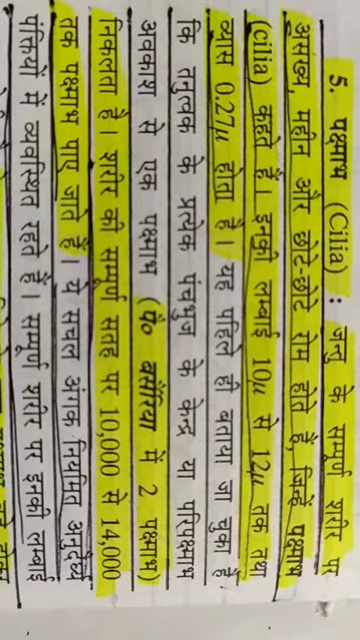 5. पक्ष्माभ (Cilia) : जन्तु के सम्पूर्ण शरीर पर
असंख्य, महीन और छोटे-छोटे रोम होते हैं, जिन्हें पक्ष्माभ
(cilia) कहते हैं। इनकी लम्बाई 10μ से 12μ तक तथा
व्यास 0.27μ होता है। यह पहिले ही बताया जा चुका है
कि तनुत्वक के प्रत्येक पंचभुज के केन्द्र या परिपक्ष्माभ
अवकाश से एक पक्ष्माभ (पै० बर्सेरिया में 2 पक्ष्माभ)
निकलता है। शरीर की सम्पूर्ण सतह पर 10,000 से 14,000
तक पक्ष्माभ पाए जाते हैं। ये सचल अंगक नियमित अनुदैर्घ्य
पंक्तियों में व्यवस्थित रहते हैं। सम्पूर्ण शरीर पर इनकी लम्बाई